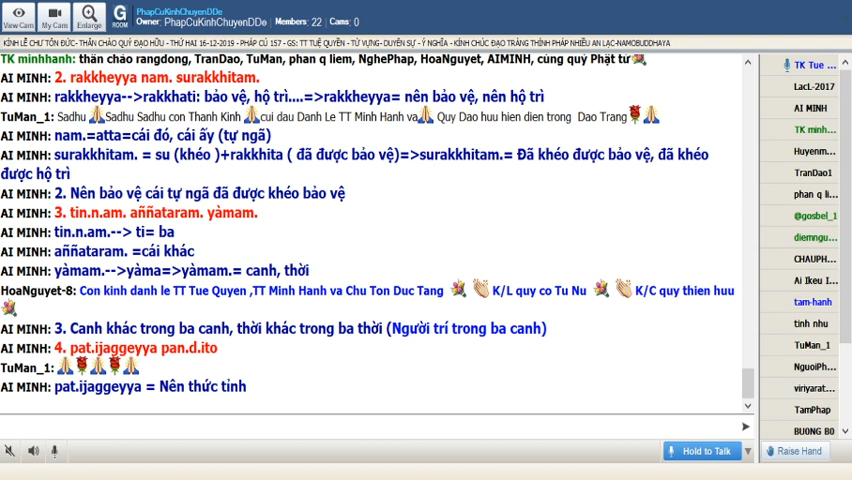 PhapCuKinhChuyenDDe
Owner: PhapCuKinhChuyenDDe Members: 22 Cams: 0
View Cam My Cam Enlarge G ROOM
KÍNH LỄ CHƯ TÔN ĐỨC- THÂN CHÀO QUÝ ĐẠO HỮU - THỨ HAI 16-12-2019 - PHÁP CÚ 157 - GS: TT TUỆ QUYỀN - TỪ VỰNG- DUYÊN SỰ - Ý NGHĨA - KÍNH CHÚC ĐẠO TRÀNG THÍNH PHÁP NHIỀU AN LẠC-NAMOBUDDHAYA
TK minhhanh: thân chào rangdong, TranDao, TuMan, phan q liem, NghePhap, HoaNguyet, AIMINH, cùng quý Phật tử
AI MINH: 2. rakkheyya nam. surakkhitam.
AI MINH: rakkheyya-->rakkhati: bảo vệ, hộ trì....=>rakkheyya= nên bảo vệ, nên hộ trì
TuMan_1: Sadhu Sadhu Sadhu con Thanh Kinh cui dau Danh Le TT Minh Hanh va Quy Dao huu hien dien trong Dao Trang
AI MINH: nam.=atta=cái đó, cái ấy (tự ngã)
AI MINH: surakkhitam. = su (khéo )+rakkhita ( đã được bảo vệ)=>surakkhitam.= Đã khéo được bảo vệ, đã khéo
được hộ trì
AI MINH: 2. Nên bảo vệ cái tự ngã đã được khéo bảo vệ
AI MINH: 3. tin.n.am. aññataram. yàmam.
AI MINH: tin.n.am.--> ti= ba
AI MINH: aññataram. =cái khác
AI MINH: yàmam.-->yàma=>yàmam.= canh, thời
HoaNguyet-8: Con kinh danh le TT Tue Quyen ,TT Minh Hanh va Chu Ton Duc Tang K/L quy co Tu Nu K/C quy thien huu
AI MINH: 3. Canh khác trong ba canh, thời khác trong ba thời (Người trí trong ba canh)
AI MINH: 4. pat.ijaggeyya pan.d.ito
TuMan_1:
AI MINH: pat.ijaggeyya = Nên thức tỉnh
Hold to Talk
TK Tue ...
LacL-2017
AI MINH
TK minh...
Huyenm...
TranDao1
phan q li...
@gosbel_1
diemngu...
CHAUPH...
Ai Ikeu I...
tam-hanh
tinh nhu
TuMan_1
NguoiPh...
viriyarat...
TamPhap
BUÔNG BỎ
Raise Hand